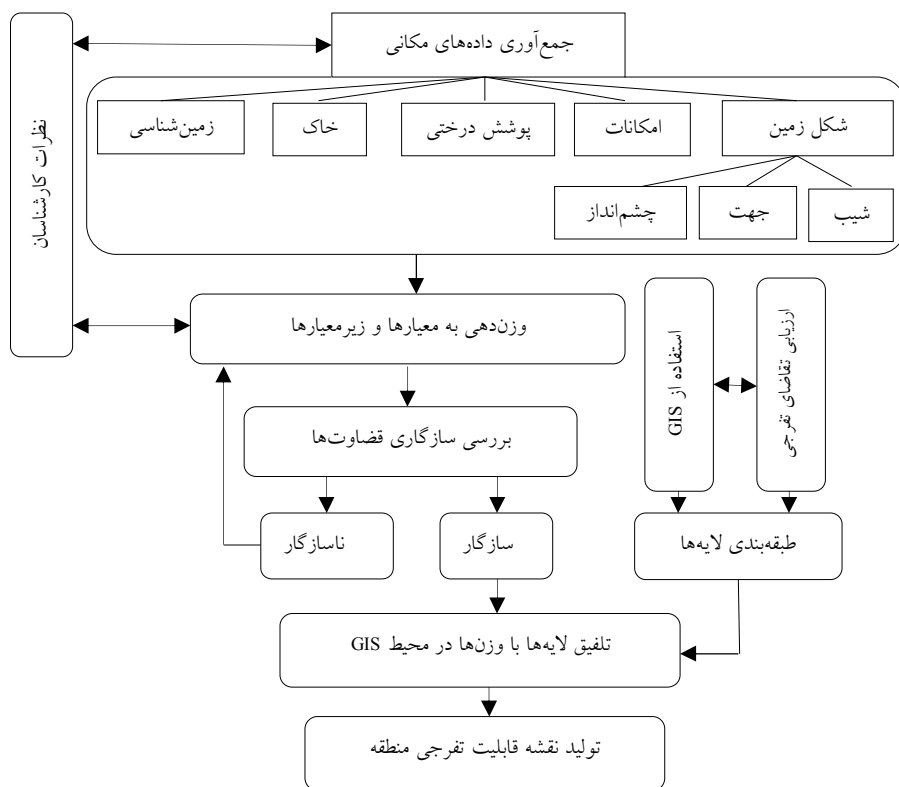 جمع‌آوری داده‌های مکانی
نظرات کارشناسان
شکل زمین
امکانات
پوشش درختی
خاک
زمین‌شناسی
شیب
جهت
چشم‌انداز
وزن‌دهی به معیارها و زیرمعیارها
ارزیابی تقاضای تفرجی
استفاده از GIS
بررسی سازگاری قضاوت‌ها
طبقه‌بندی لایه‌ها
سازگار
ناسازگار
تلفیق لایه‌ها با وزن‌ها در محیط GIS
تولید نقشه قابلیت تفرجی منطقه